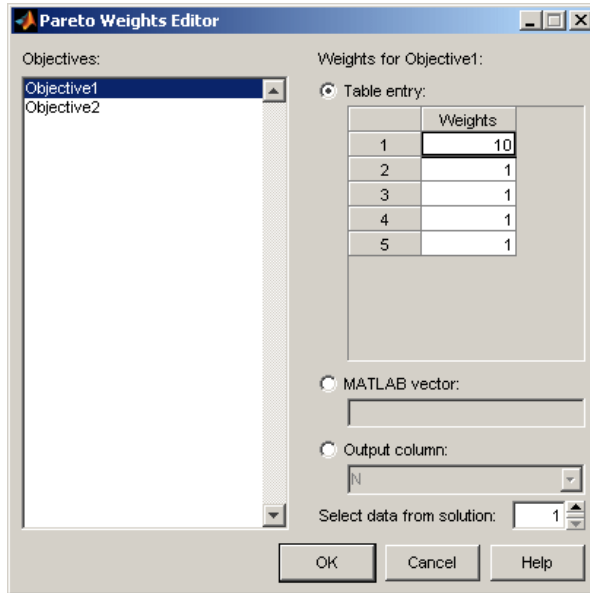 Pareto Weights Editor
Objectives:
Objective1
Objective2
Weights for Objective1:
Table entry:
Weights
1 10
2 1
3 1
4 1
5 1
MATLAB vector:
Output column:
N
Select data from solution: 1
OK Cancel Help